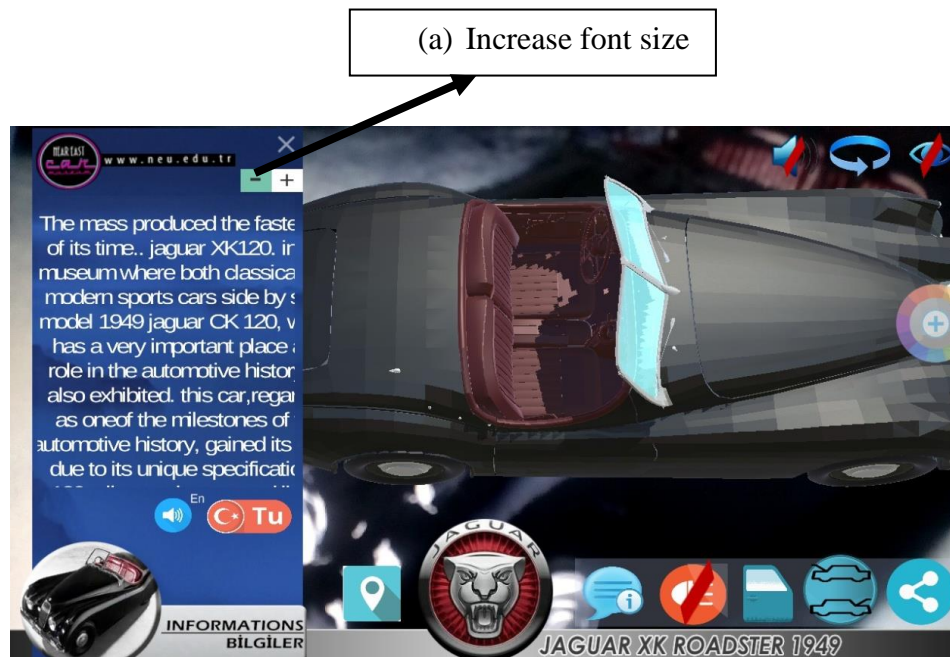 (a) Increase font size
NEAR EAST
car
MUSEUM
www.neu.edu.tr
- +
The mass produced the faste
of its time.. jaguar XK120. in
museum where both classica
modern sports cars side by s
model 1949 jaguar CK 120, w
has a very important place a
role in the automotive histor
also exhibited. this car,regar
as oneof the milestones of
automotive history, gained its
due to its unique specificatio
En
Tu
JAGUAR
INFORMATIONS
BİLGİLER
JAGUAR XK ROADSTER 1949